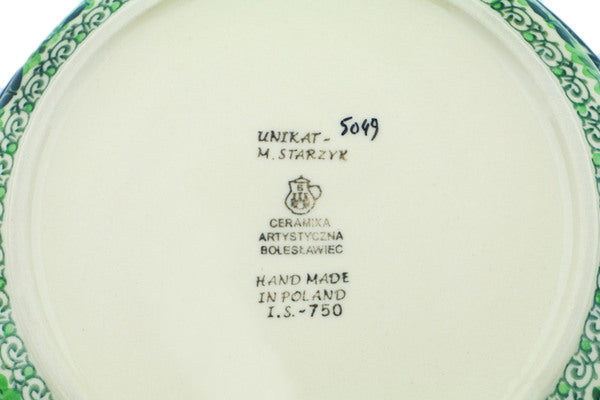 UNIKAT - 5049
M. STARZYK
CERAMIKA
ARTYSTYCZNA
BOLESŁAWIEC
HAND MADE
IN POLAND
I.S.-750